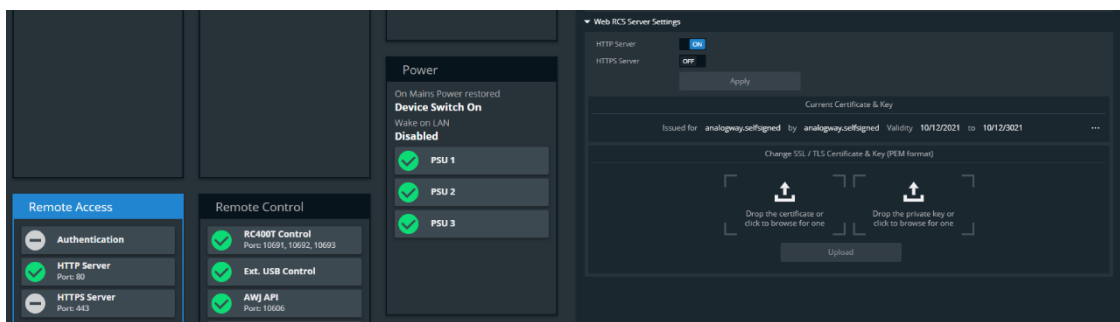 Power
On Mains Power restored
Device Switch On
Wake on LAN
Disabled
PSU 1
PSU 2
PSU 3
Remote Access
Authentication
HTTP Server
Port: 80
HTTPS Server
Port: 443
Remote Control
RC400T Control
Port: 10691, 10692, 10693
Ext. USB Control
AWJ API
Port: 10606
Web RCS Server Settings
HTTP Server ON
HTTPS Server OFF
Apply
Current Certificate & Key
Issued for analogway.selfsigned by analogway.selfsigned Validity 10/12/2021 to 10/12/3021 ...
Change SSL / TLS Certificate & Key (PEM format)
Drop the certificate or
click to browse for one
Drop the private key or
click to browse for one
Upload